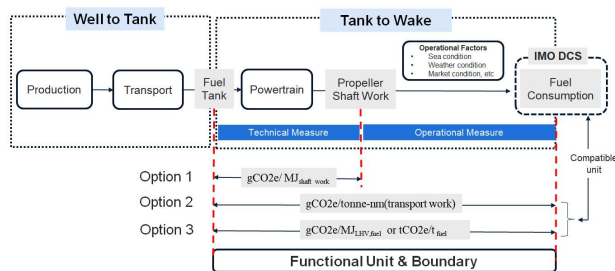 Well to Tank
Tank to Wake
Operational Factors
• Sea condition
• Weather condition
• Market condition, etc
IMO DCS
Production
Transport
Fuel
Tank
Powertrain
Propeller
Shaft Work
Fuel
Consumption
Technical Measure
Operational Measure
Compatible
unit
Option 1
gCO2e/ MJshaft work
Option 2
gCO2e/tonne-nm(transport work)
Option 3
gCO2e/MJLHV,fuel or tCO2e/t fuel
Functional Unit & Boundary